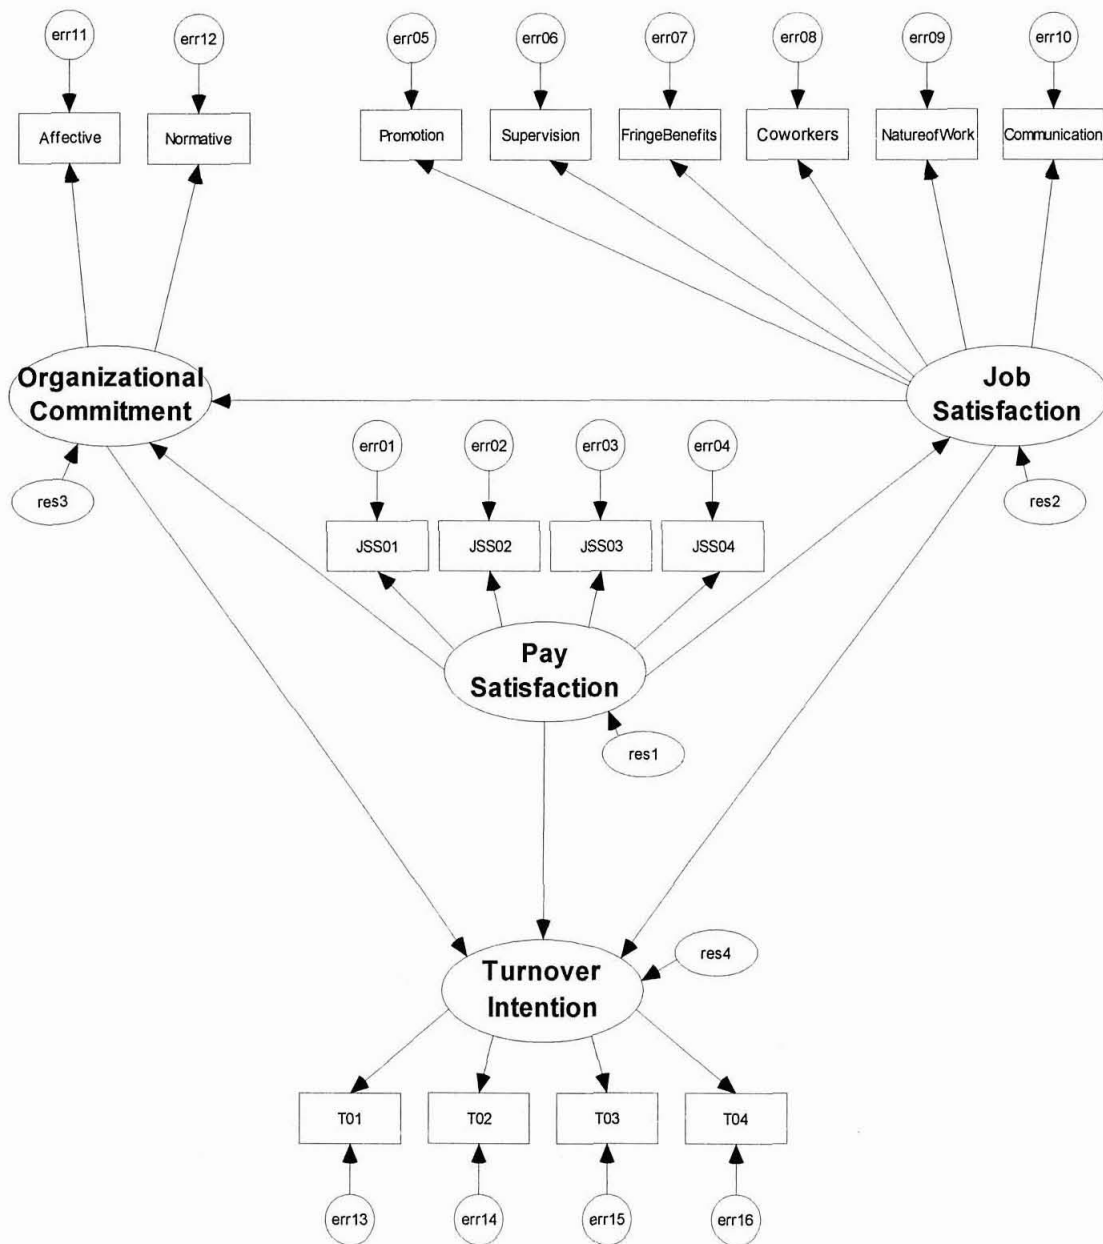 err11
err12
err05
err06
err07
err08
err09
err10
Affective
Normative
Promotion
Supervision
FringeBenefits
Coworkers
NatureofWork
Communication
Organizational
Commitment
Job
Satisfaction
err01
err02
err03
err04
res3
res2
JSS01
JSS02
JSS03
JSS04
Pay
Satisfaction
res1
Turnover
Intention
res4
T01
T02
T03
T04
err13
err14
err15
err16